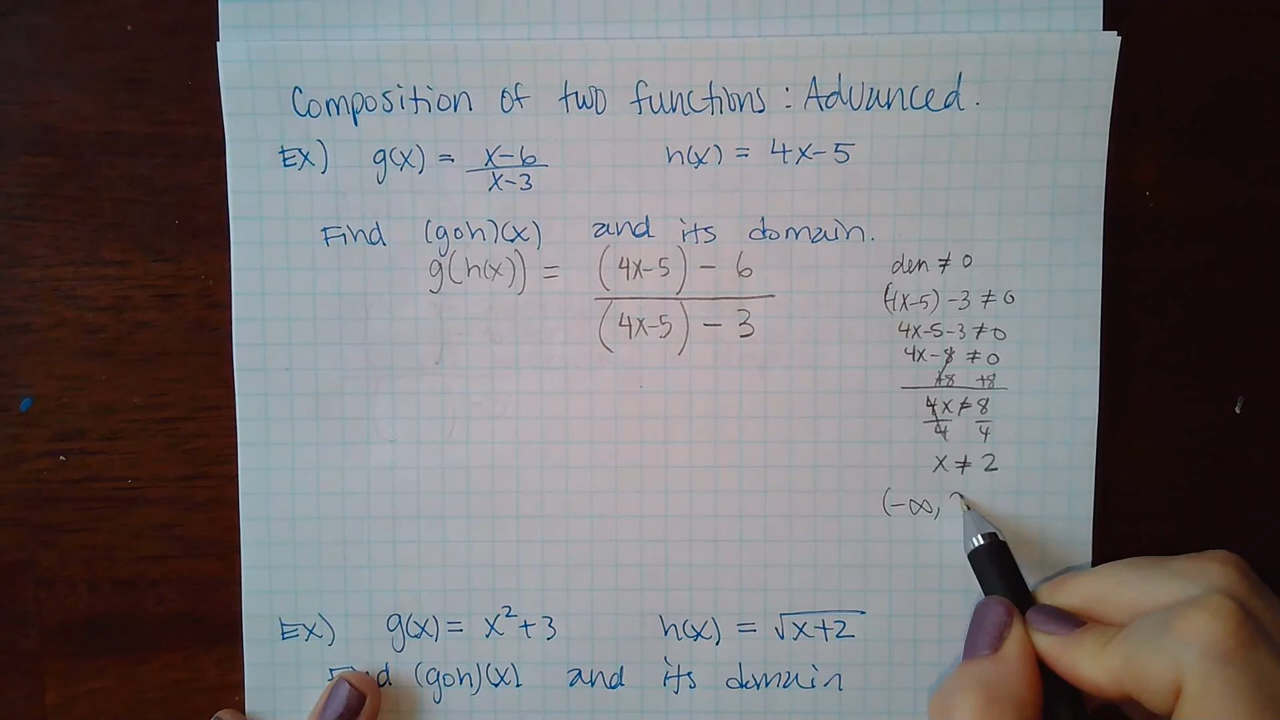 Composition of two functions: Advanced.
Ex) g(x) = x-6 / x-3 h(x) = 4x-5
Find (goh)(x) and its domain.
g(h(x)) = (4x-5) - 6 / (4x-5) - 3
den ≠ 0
(4x-5) -3 ≠ 0
4x-5-3 ≠ 0
4x-8 ≠ 0
+8 +8
4x ≠ 8
4 4
x ≠ 2
(-∞,
Ex) g(x) = x²+3 h(x) = √x+2
Find (goh)(x) and its domain